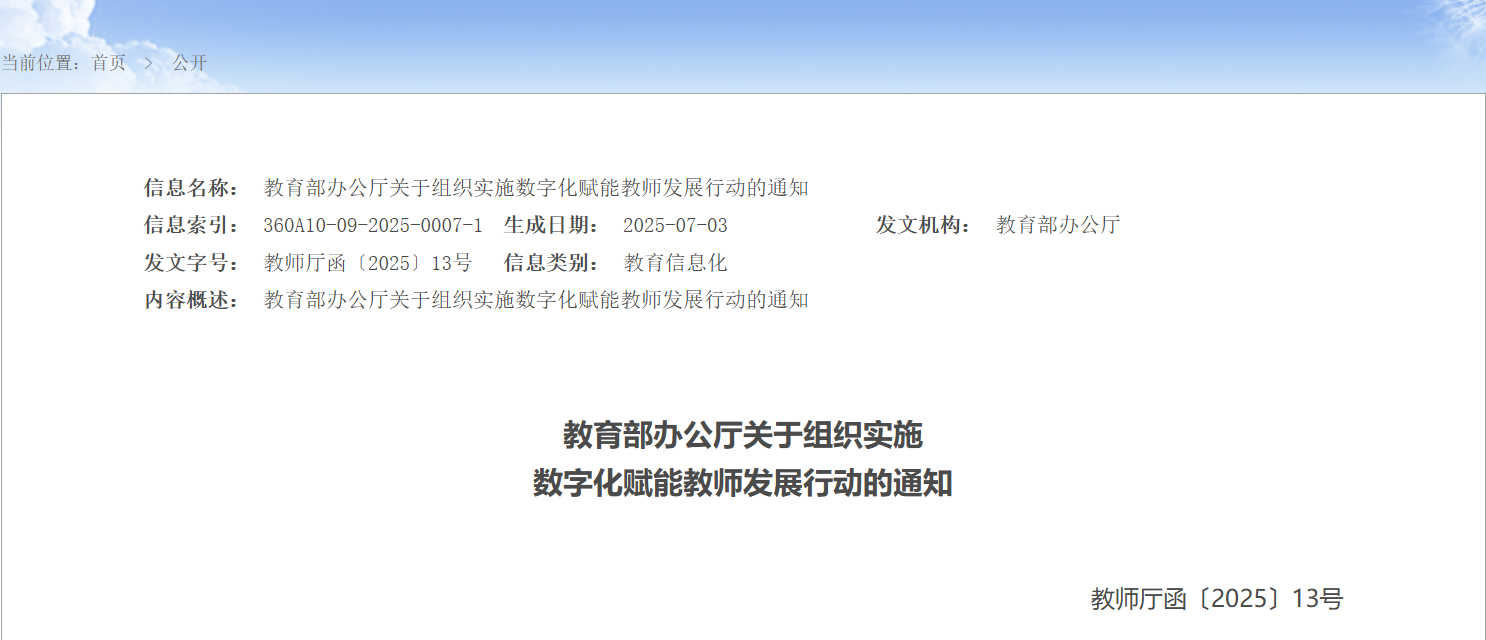 当前位置：首页 > 公开
信息名称： 教育部办公厅关于组织实施数字化赋能教师发展行动的通知
信息索引： 360A10-09-2025-0007-1 生成日期： 2025-07-03 发文机构： 教育部办公厅
发文字号： 教师厅函〔2025〕13号 信息类别： 教育信息化
内容概述： 教育部办公厅关于组织实施数字化赋能教师发展行动的通知
教育部办公厅关于组织实施
数字化赋能教师发展行动的通知
教师厅函〔2025〕13号